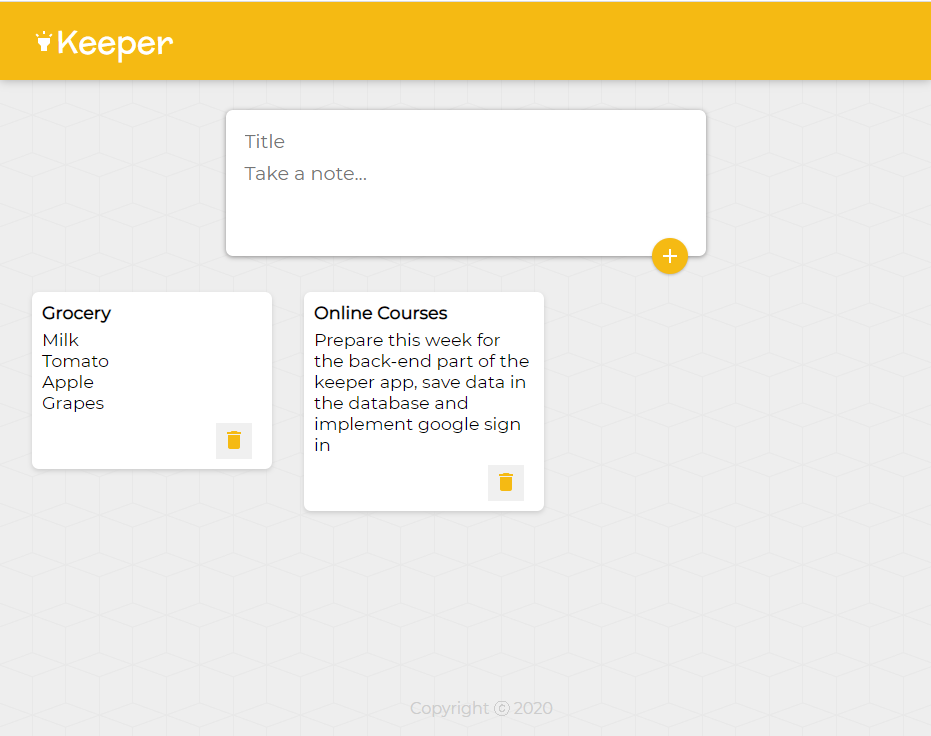 Keeper
Title
Take a note...
+
Grocery
Milk
Tomato
Apple
Grapes
Online Courses
Prepare this week for
the back-end part of the
keeper app, save data in
the database and
implement google sign
in
Copyright ⓒ 2020